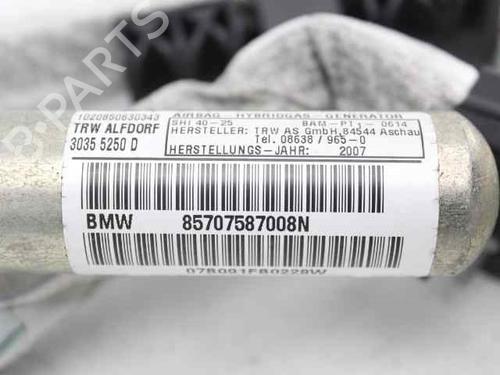 1020850630343
AIRBAG HYBRIDGAS-GENERATOR
TRW ALFDORF
SHI 40-25 BAM-PT1-0614
3035 5250 D
HERSTELLER: TRW AS GmbH,84544 Aschau
Tel. 08638 / 965-0
HERSTELLUNGS-JAHR: 2007
BMW 85707587008N
07B091FB0229W
PARTS